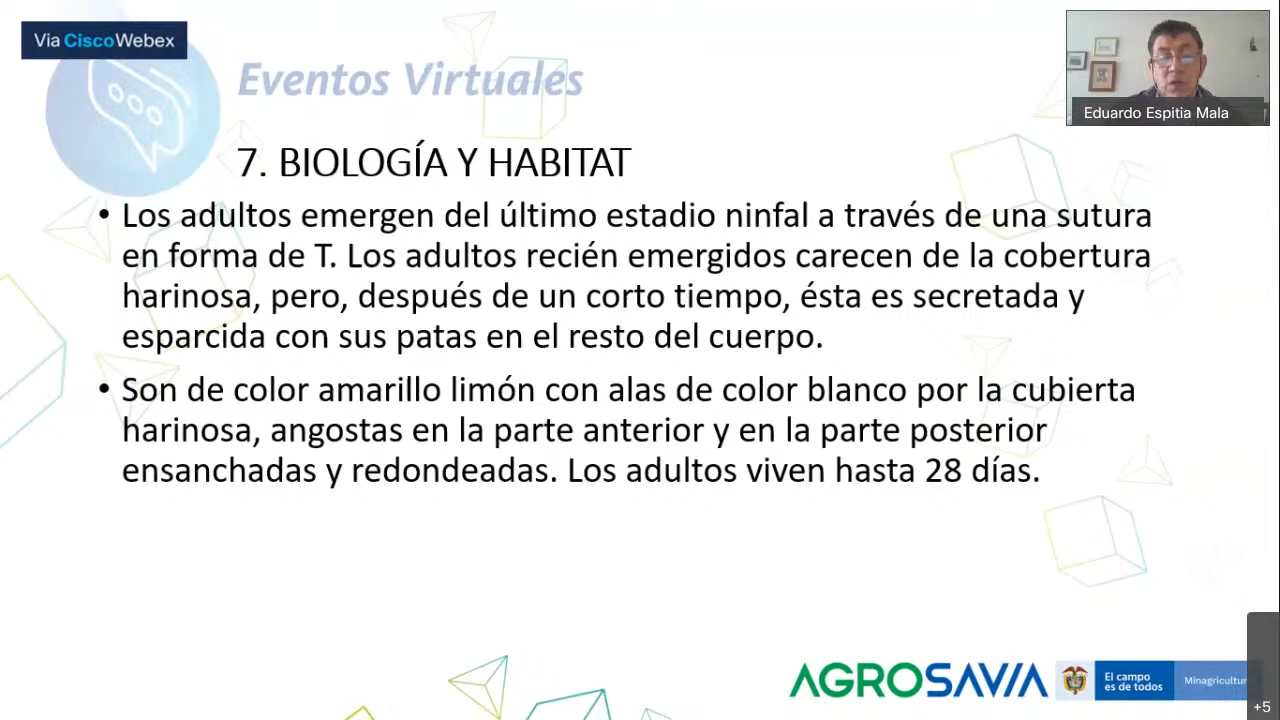 Via Cisco Webex
Eventos Virtuales
Eduardo Espitia Mala
7. BIOLOGÍA Y HABITAT
• Los adultos emergen del último estadio ninfal a través de una sutura
en forma de T. Los adultos recién emergidos carecen de la cobertura
harinosa, pero, después de un corto tiempo, ésta es secretada y
esparcida con sus patas en el resto del cuerpo.
• Son de color amarillo limón con alas de color blanco por la cubierta
harinosa, angostas en la parte anterior y en la parte posterior
ensanchadas y redondeadas. Los adultos viven hasta 28 días.
AGROSAVIA
El campo
es de todos
Minagricultur
+5